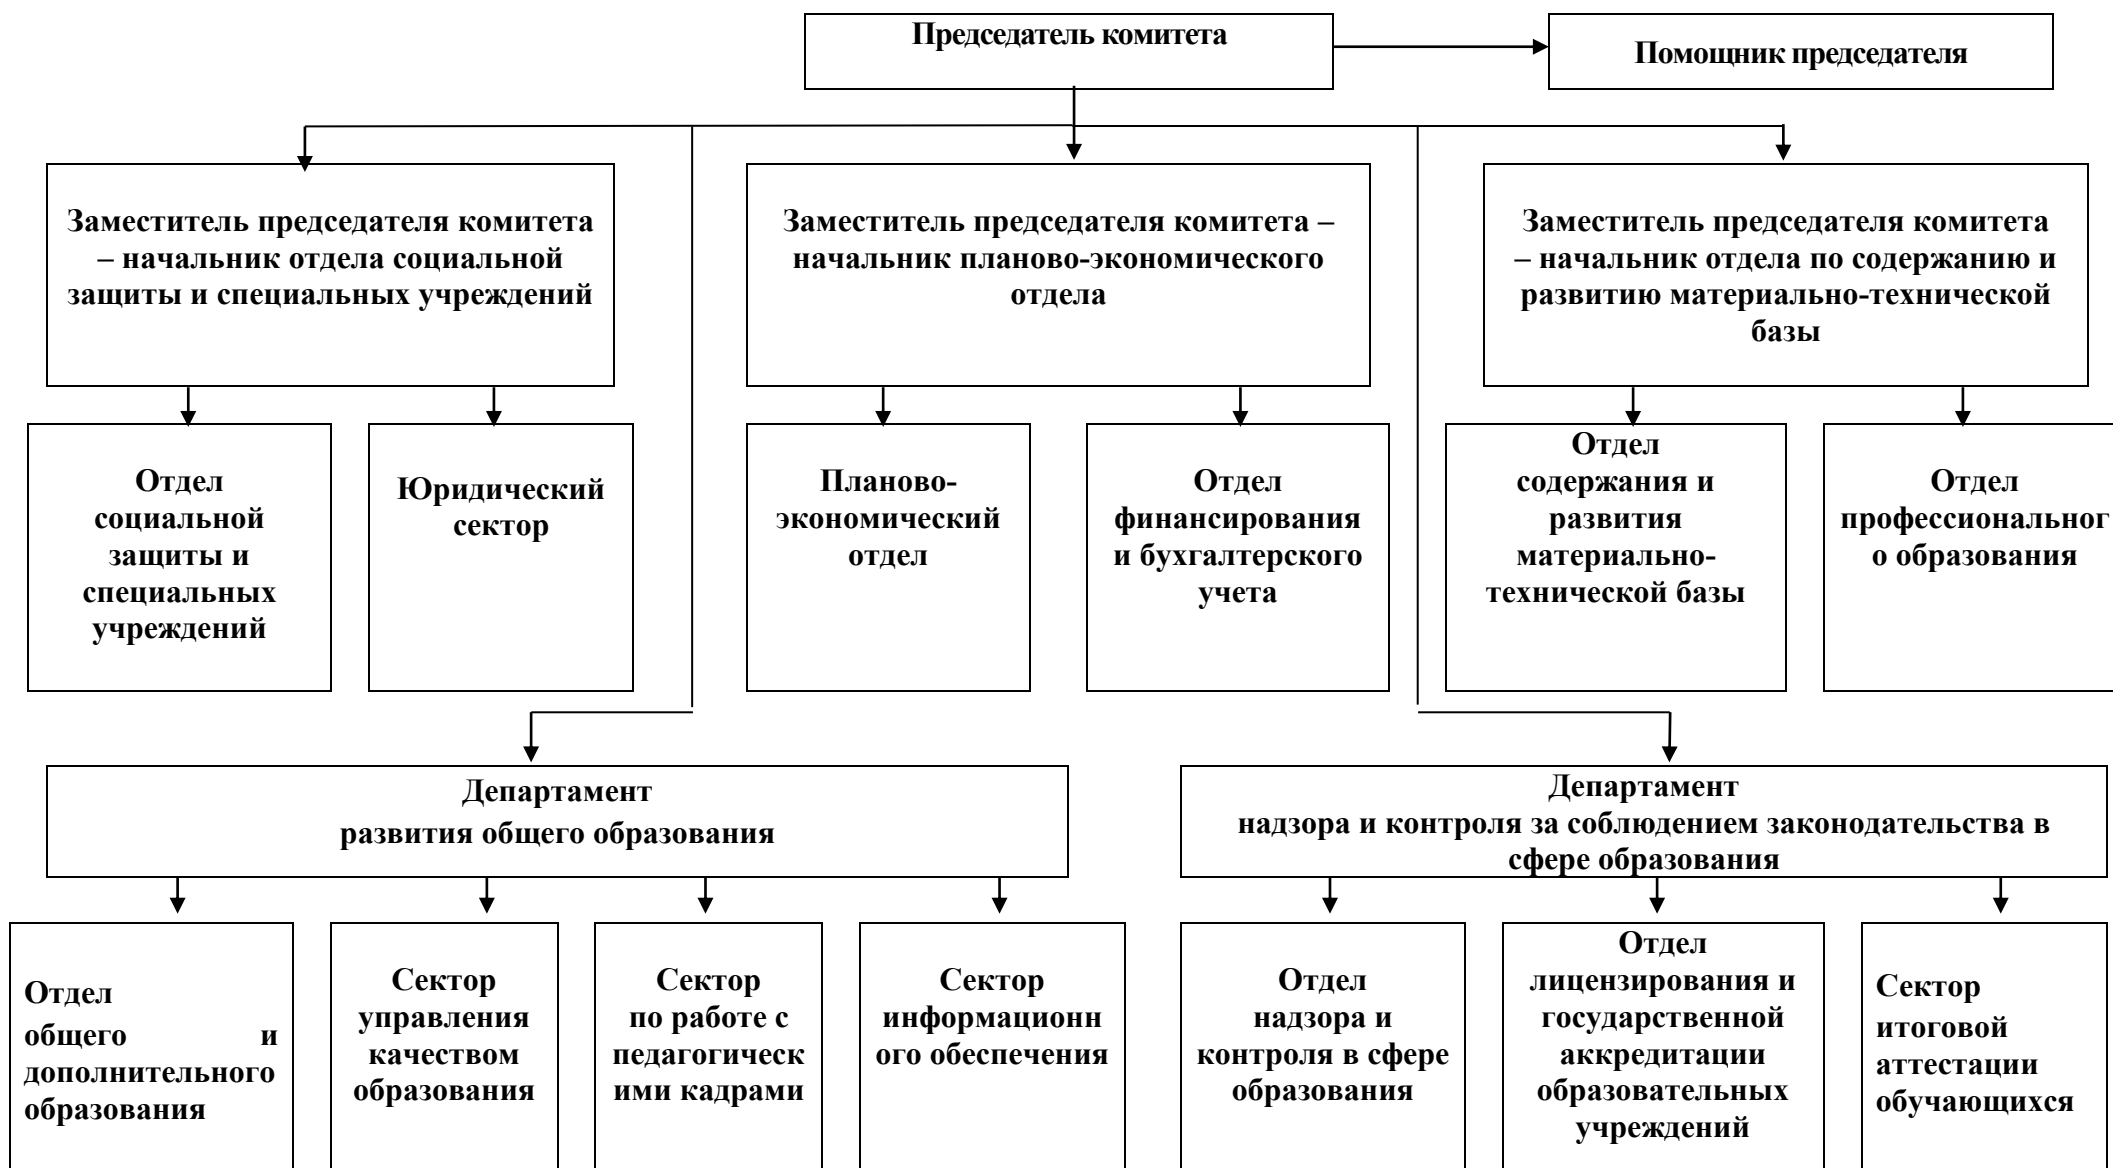 Председатель комитета
Помощник председателя
Заместитель председателя комитета
– начальник отдела социальной
защиты и специальных учреждений
Заместитель председателя комитета –
начальник планово-экономического
отдела
Заместитель председателя комитета
– начальник отдела по содержанию и
развитию материально-технической
базы
Отдел
социальной
защиты и
специальных
учреждений
Юридический
сектор
Планово-
экономический
отдел
Отдел
финансирования
и бухгалтерского
учета
Отдел
содержания и
развития
материально-
технической базы
Отдел
профессиональног
о образования
Департамент
развития общего образования
Департамент
надзора и контроля за соблюдением законодательства в
сфере образования
Отдел
общего и
дополнительного
образования
Сектор
управления
качеством
образования
Сектор
по работе с
педагогическ
ими кадрами
Сектор
информационн
ого обеспечения
Отдел
надзора и
контроля в сфере
образования
Отдел
лицензирования и
государственной
аккредитации
образовательных
учреждений
Сектор
итоговой
аттестации
обучающихся